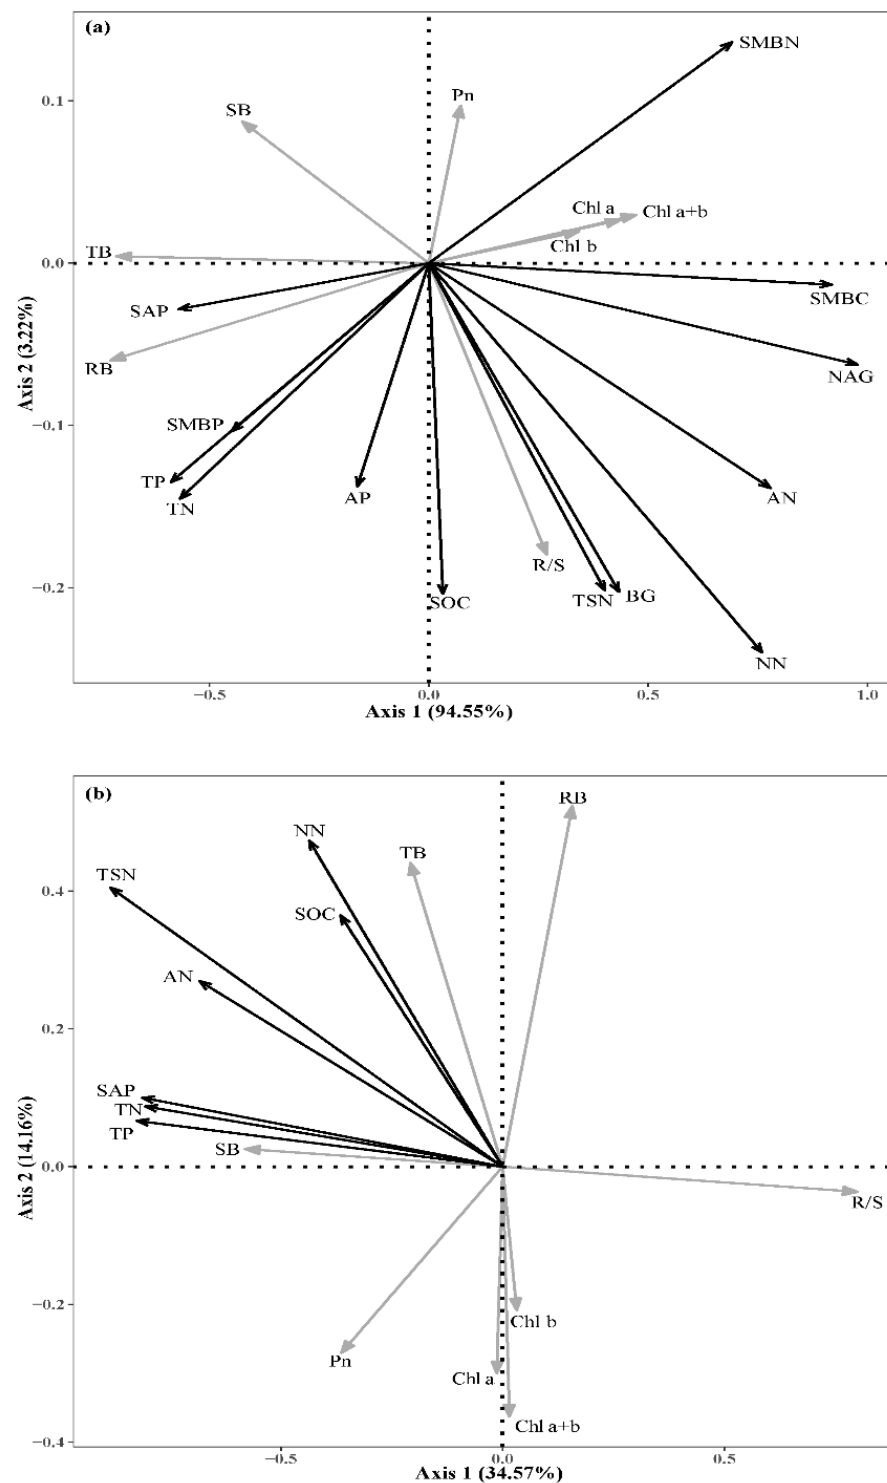 (a)
SMBN
Pn
SB
0.1
Chl a
Chl a+b
Chl b
TB
0.0
SMBC
SAP
RB
NAG
Axis 2 (3.22%)
−0.1
SMBP
TP
AP
AN
TN
R/S
−0.2
SOC
TSN
BG
NN
−0.5
0.0
0.5
1.0
Axis 1 (94.55%)
(b)
RB
NN
TB
TSN
0.4
SOC
AN
0.2
SAP
TN
TP
SB
Axis 2 (14.16%)
0.0
R/S
−0.2
Chl b
Pn
Chl a
Chl a+b
−0.4
−0.5
0.0
0.5
Axis 1 (34.57%)